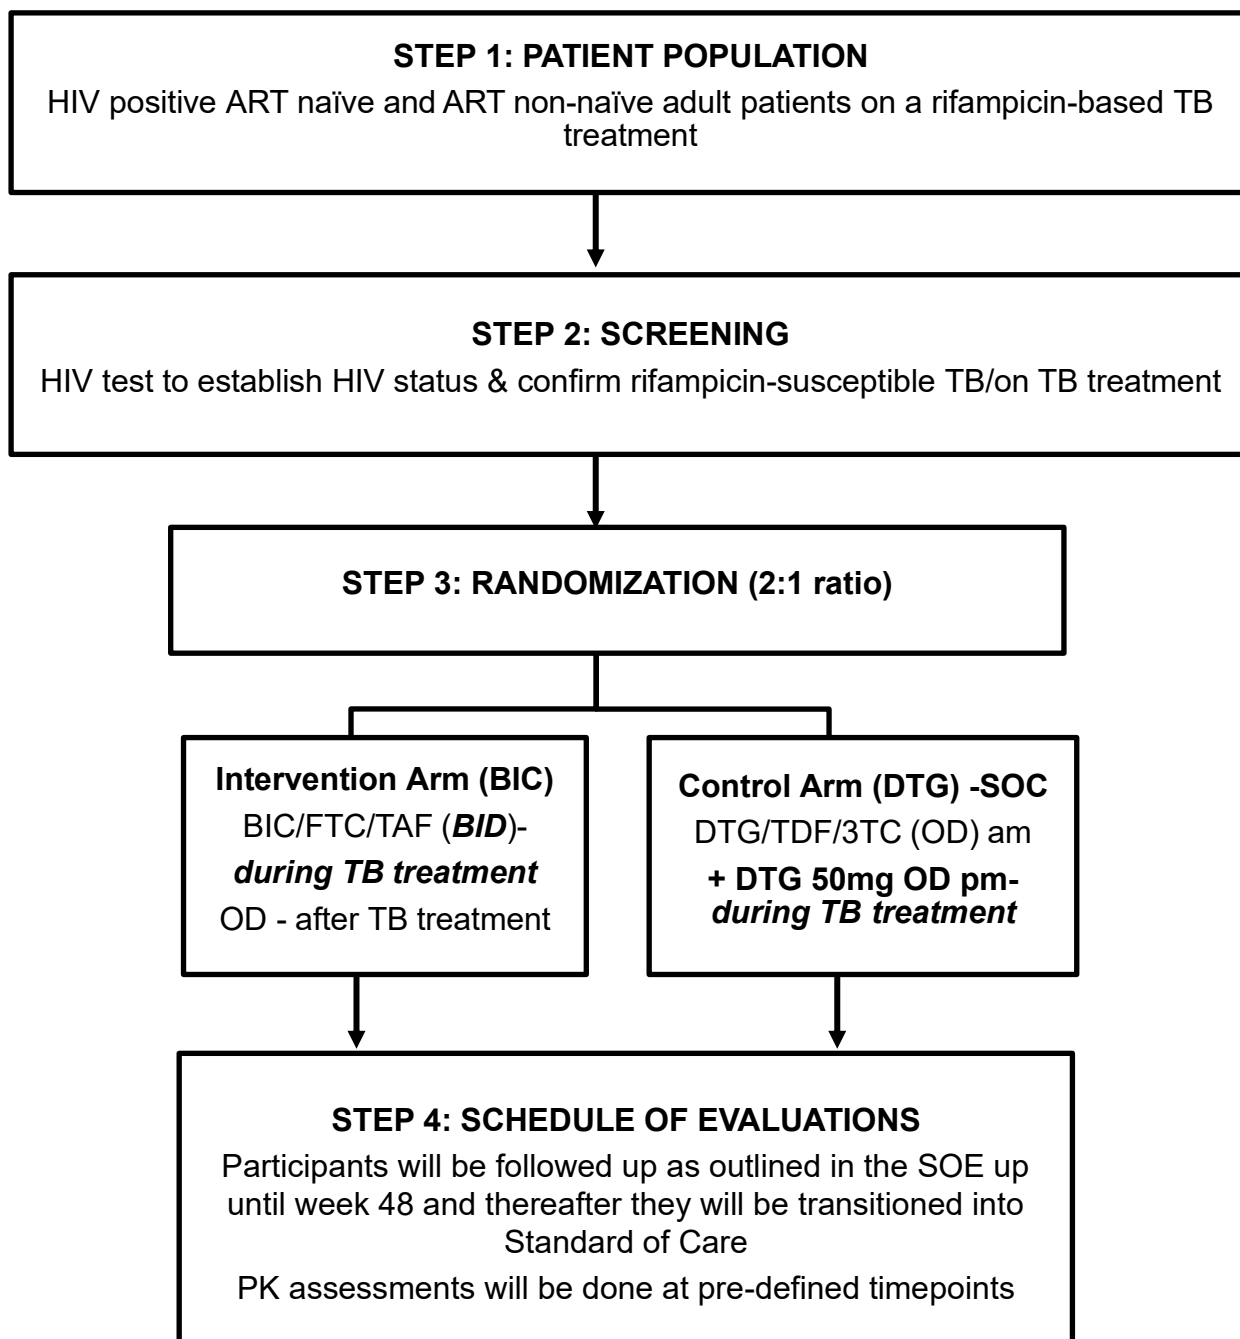 STEP 1: PATIENT POPULATION
HIV positive ART naïve and ART non-naïve adult patients on a rifampicin-based TB
treatment
STEP 2: SCREENING
HIV test to establish HIV status & confirm rifampicin-susceptible TB/on TB treatment
STEP 3: RANDOMIZATION (2:1 ratio)
Intervention Arm (BIC)
BIC/FTC/TAF (BID)-
during TB treatment
OD - after TB treatment
Control Arm (DTG) -SOC
DTG/TDF/3TC (OD) am
+ DTG 50mg OD pm-
during TB treatment
STEP 4: SCHEDULE OF EVALUATIONS
Participants will be followed up as outlined in the SOE up
until week 48 and thereafter they will be transitioned into
Standard of Care
PK assessments will be done at pre-defined timepoints